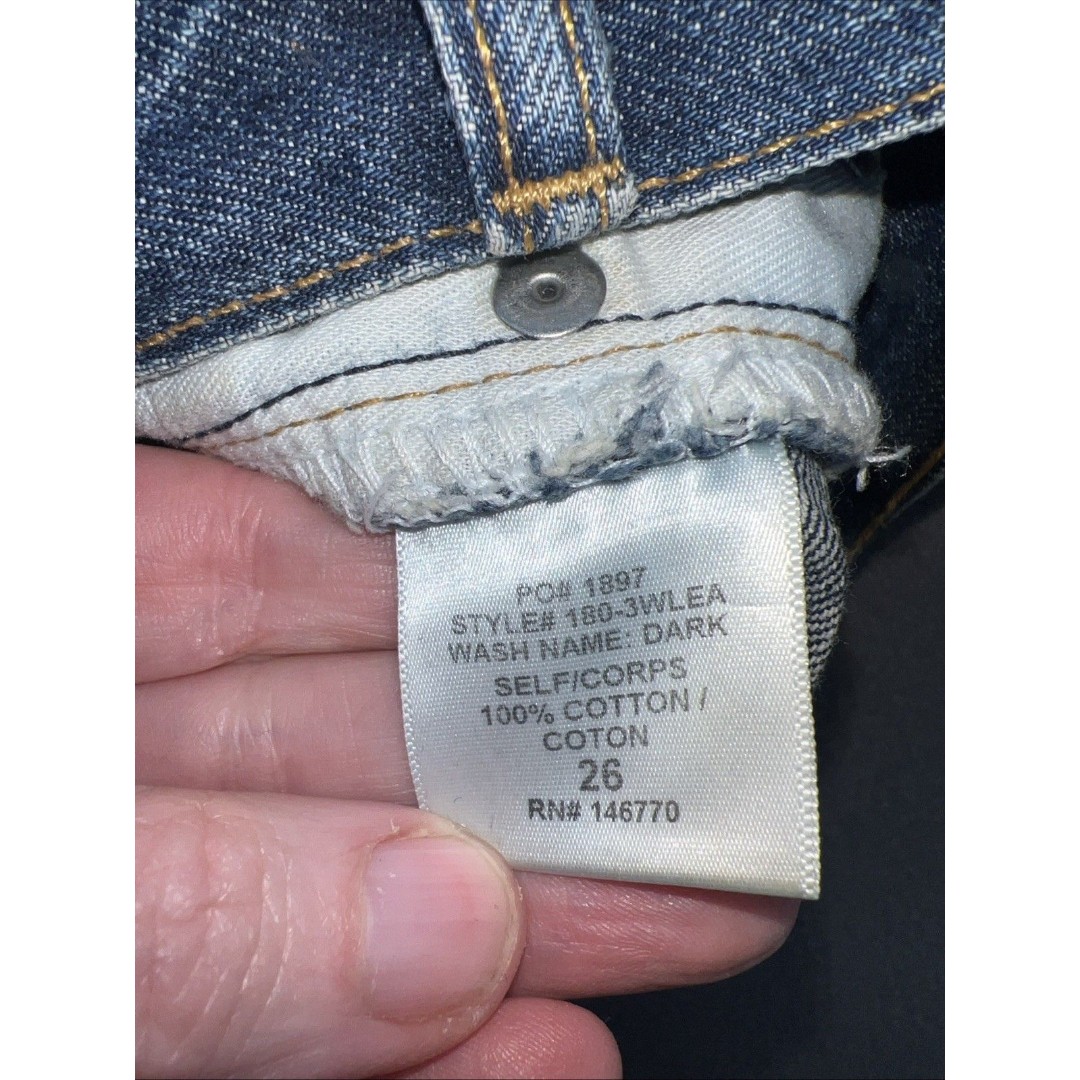 PO# 1897
STYLE# 180-3WLEA
WASH NAME: DARK
SELF/CORPS
100% COTTON /
COTON
26
RN# 146770